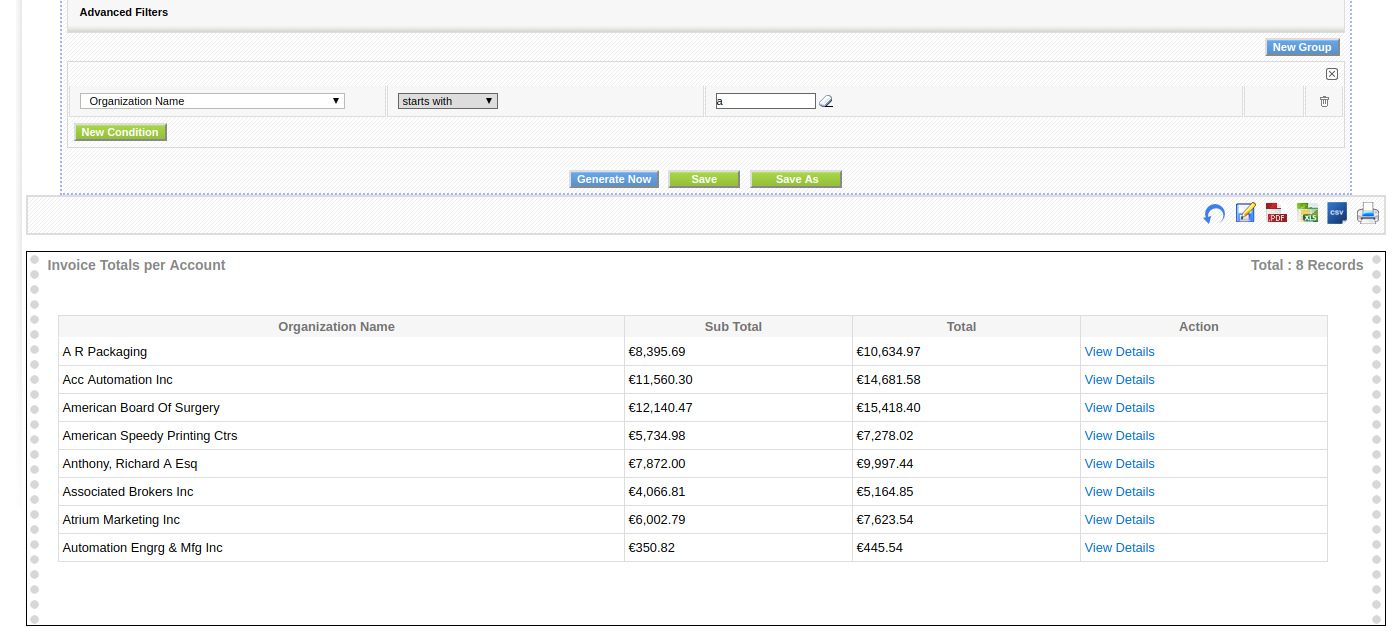 Advanced Filters
New Group
Organization Name starts with a
New Condition
Generate Now Save Save As
PDF XLS CSV
Invoice Totals per Account Total : 8 Records
Organization Name Sub Total Total Action
A R Packaging €8,395.69 €10,634.97 View Details
Acc Automation Inc €11,560.30 €14,681.58 View Details
American Board Of Surgery €12,140.47 €15,418.40 View Details
American Speedy Printing Ctrs €5,734.98 €7,278.02 View Details
Anthony, Richard A Esq €7,872.00 €9,997.44 View Details
Associated Brokers Inc €4,066.81 €5,164.85 View Details
Atrium Marketing Inc €6,002.79 €7,623.54 View Details
Automation Engrg & Mfg Inc €350.82 €445.54 View Details